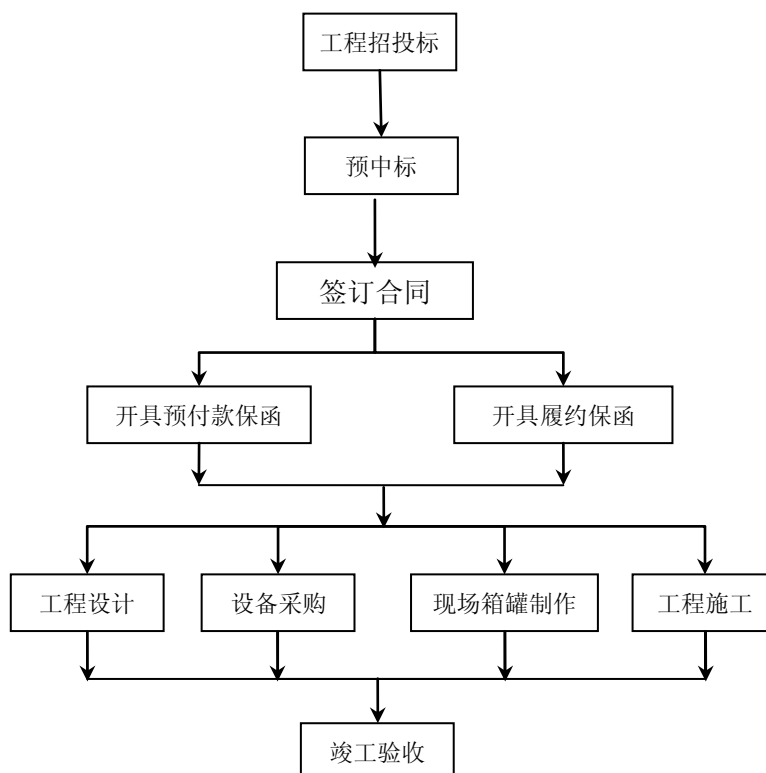 工程招投标
预中标
签订合同
开具预付款保函
开具履约保函
工程设计
设备采购
现场箱罐制作
工程施工
竣工验收